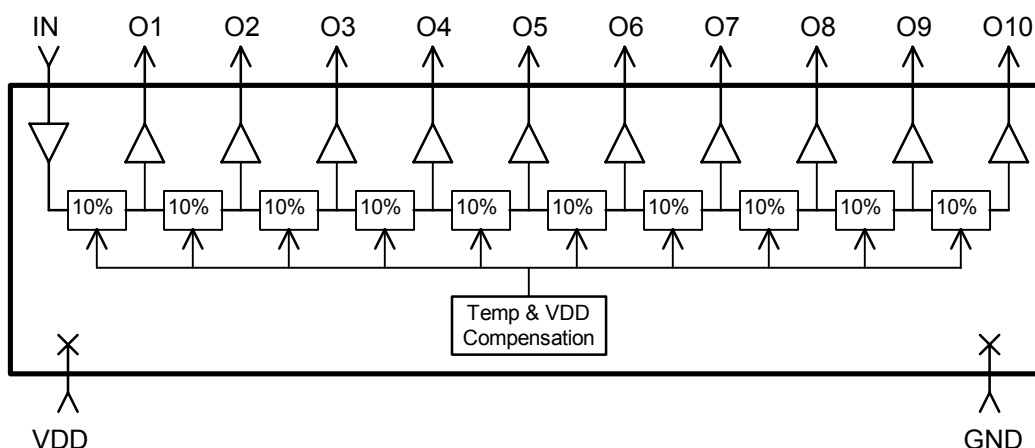 IN O1 O2 O3 O4 O5 O6 O7 O8 O9 O10
10% 10% 10% 10% 10% 10% 10% 10% 10% 10%
Temp & VDD
Compensation
VDD GND